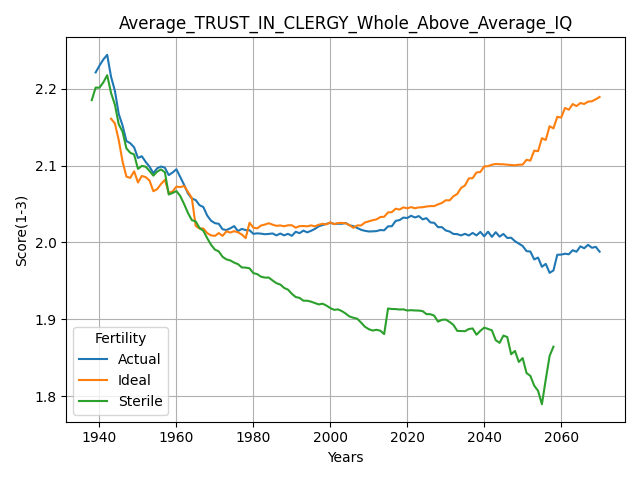 Average_TRUST_IN_CLERGY_Whole_Above_Average_IQ
Score(1-3)
2.2
2.1
2.0
1.9
1.8
Fertility
Actual
Ideal
Sterile
1940 1960 1980 2000 2020 2040 2060
Years